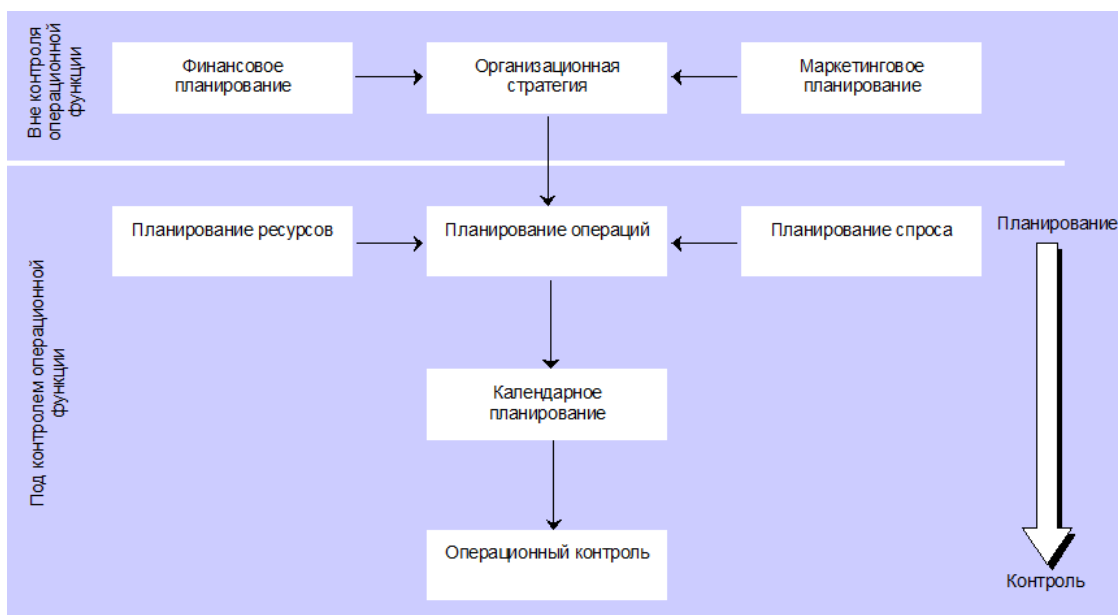 Вне контроля
операционной
функции
Финансовое
планирование
Организационная
стратегия
Маркетинговое
планирование
Под контролем операционной
функции
Планирование ресурсов
Планирование операций
Планирование спроса
Планирование
Календарное
планирование
Операционный контроль
Контроль